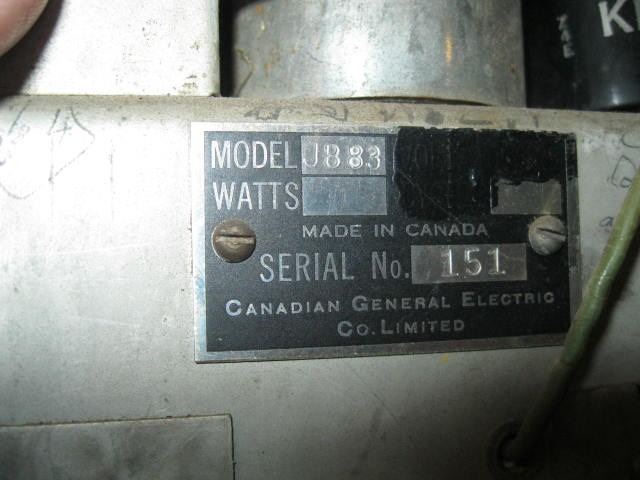 K
MODEL J883
WATTS
MADE IN CANADA
SERIAL No. 151
CANADIAN GENERAL ELECTRIC
CO. LIMITED